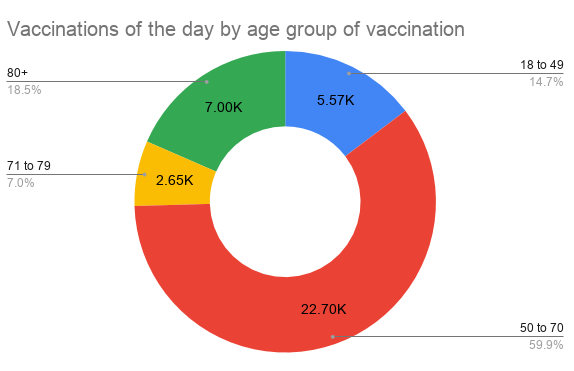 Vaccinations of the day by age group of vaccination
80+
18.5%
18 to 49
14.7%
7.00K
5.57K
71 to 79
7.0%
2.65K
22.70K
50 to 70
59.9%